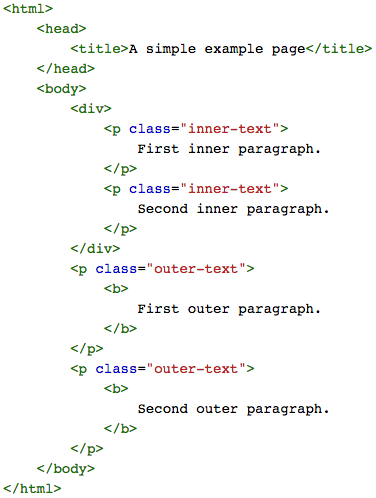 <html>
    <head>
        <title>A simple example page</title>
    </head>
    <body>
        <div>
            <p class="inner-text">
                First inner paragraph.
            </p>
            <p class="inner-text">
                Second inner paragraph.
            </p>
        </div>
        <p class="outer-text">
            <b>
                First outer paragraph.
            </b>
        </p>
        <p class="outer-text">
            <b>
                Second outer paragraph.
            </b>
        </p>
    </body>
</html>